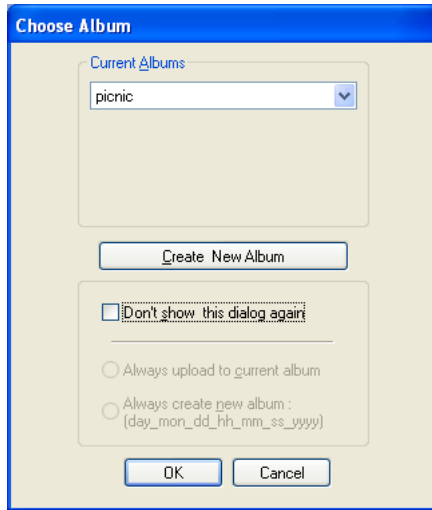 Choose Album
Current Albums
picnic
Create New Album
Don't show this dialog again
Always upload to current album
Always create new album :
(day_mon_dd_hh_mm_ss_yyyy)
OK
Cancel